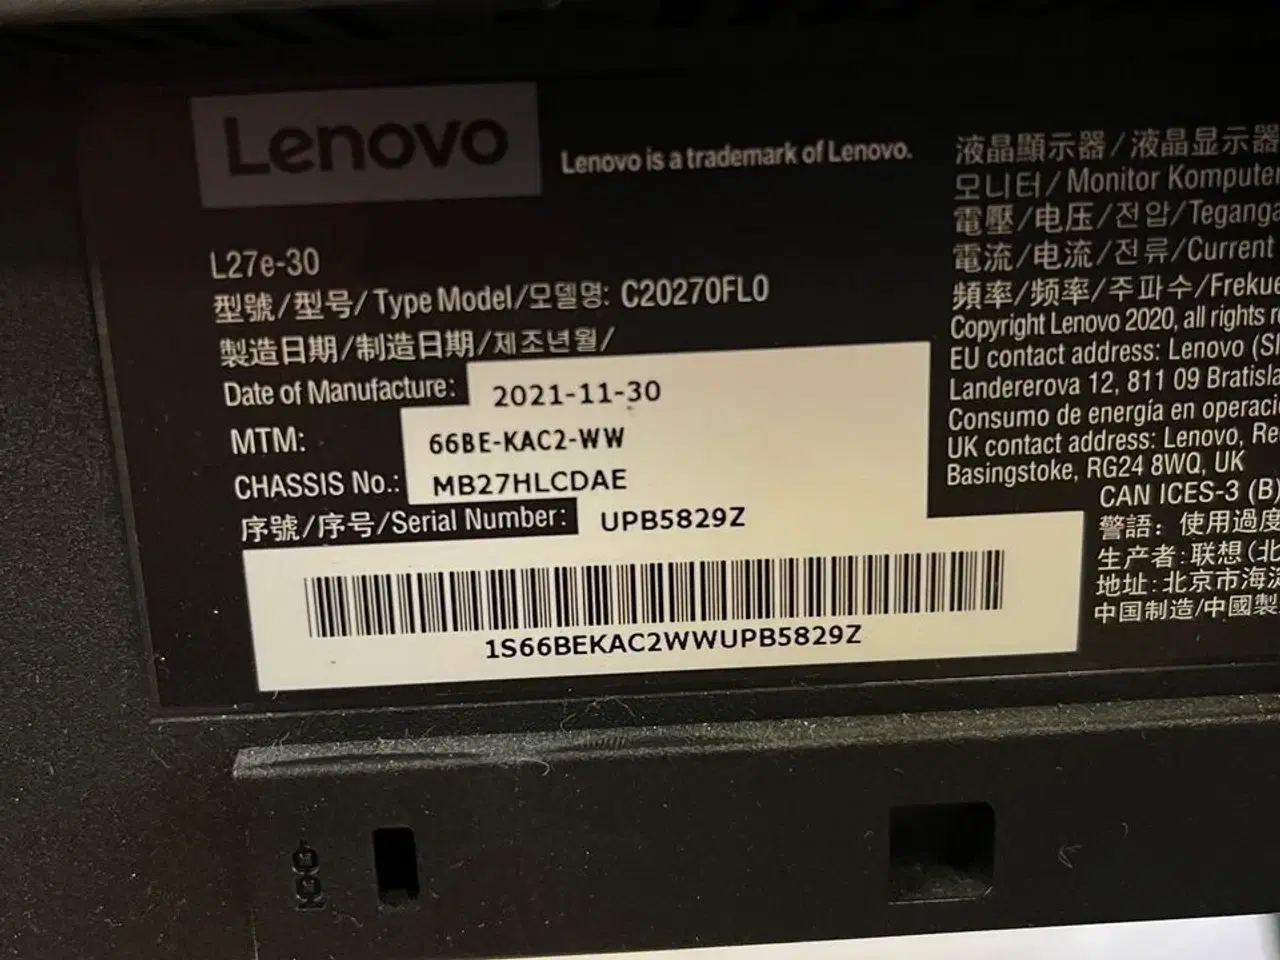 Lenovo
Lenovo is a trademark of Lenovo.
L27e-30
型號/型号/Type Model/모델명: C20270FL0
製造日期/制造日期/제조년월/
Date of Manufacture: 2021-11-30
MTM: 66BE-KAC2-WW
CHASSIS No.: MB27HLCDAE
序號/序号/Serial Number: UPB5829Z
1S66BEKAC2WWUPB5829Z
液晶顯示器/液晶显示器
모니터/Monitor Komputer
電壓/电压/전압/Teganga
電流/电流/전류/Current
頻率/频率/주파수/Freku
Copyright Lenovo 2020, all rights r
EU contact address: Lenovo (Sl
Landererova 12, 811 09 Bratisla
Consumo de energía en operaci
UK contact address: Lenovo, Re
Basingstoke, RG24 8WQ, UK
CAN ICES-3 (B)
警語: 使用過度
生产者:联想(北
地址:北京市海淀
中国制造/中國製